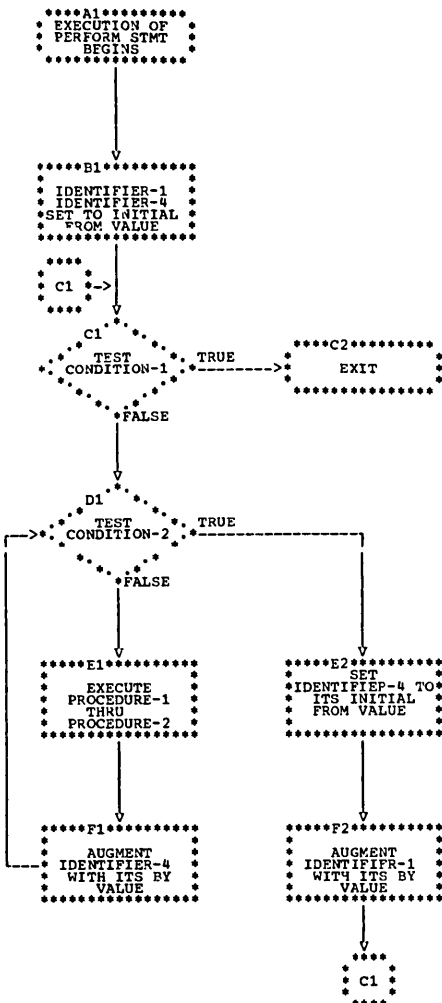 A1
EXECUTION OF
PERFORM STMT
BEGINS
B1
IDENTIFIER-1
IDENTIFIER-4
SET TO INITIAL
FROM VALUE
C1
C1
TEST
CONDITION-1
TRUE
C2
EXIT
FALSE
D1
TEST
CONDITION-2
TRUE
FALSE
E1
EXECUTE
PROCEDURE-1
THRU
PROCEDURE-2
E2
SET
IDENTIFIEP-4 TO
ITS INITIAL
FROM VALUE
F1
AUGMENT
IDENTIFIER-4
WITH ITS BY
VALUE
F2
AUGMENT
IDENTIFIFR-1
WITH ITS BY
VALUE
C1